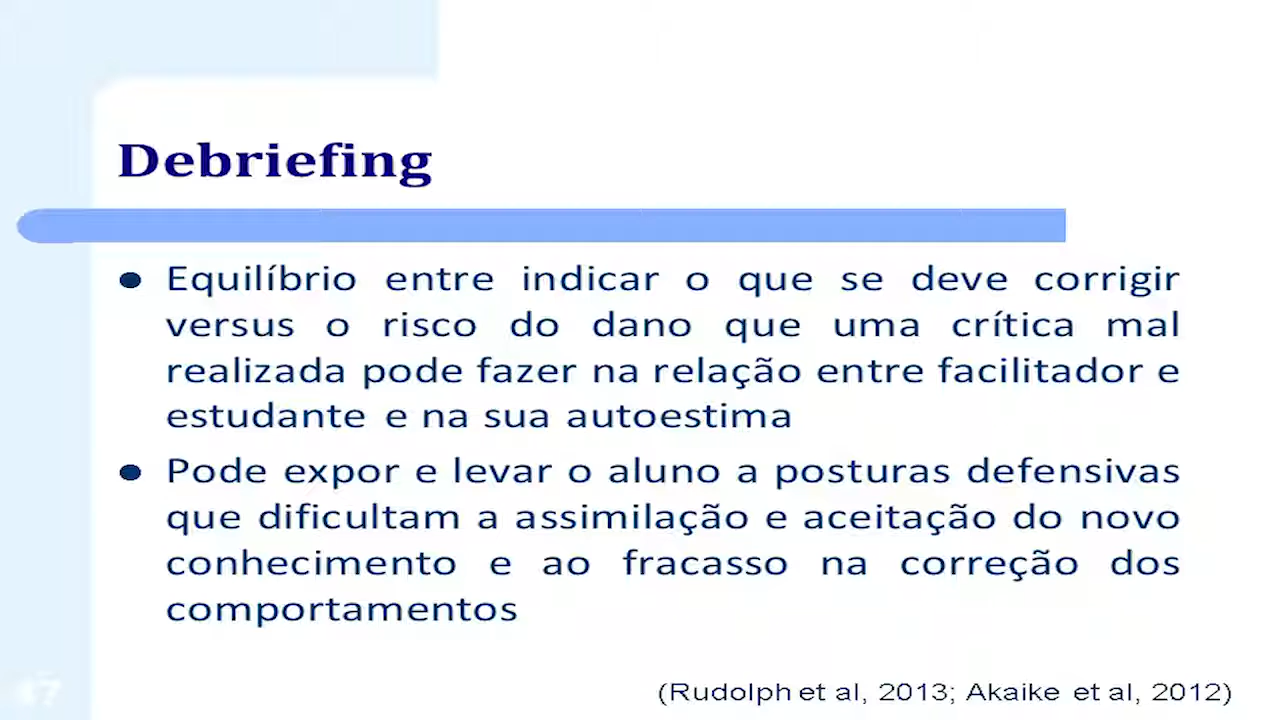 Debriefing
● Equilíbrio entre indicar o que se deve corrigir
versus o risco do dano que uma crítica mal
realizada pode fazer na relação entre facilitador e
estudante e na sua autoestima
● Pode expor e levar o aluno a posturas defensivas
que dificultam a assimilação e aceitação do novo
conhecimento e ao fracasso na correção dos
comportamentos
(Rudolph et al, 2013; Akaike et al, 2012)